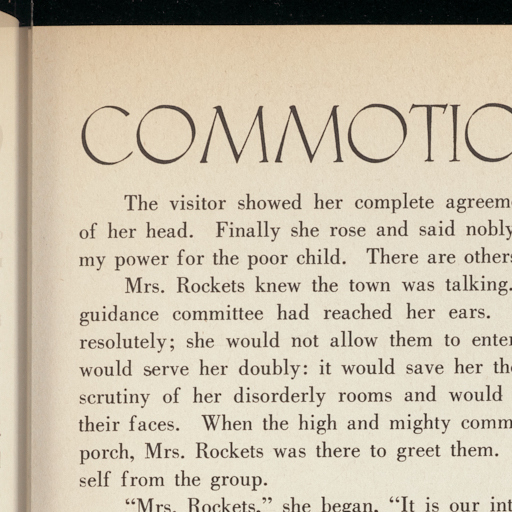 COMMOTIO
The visitor showed her complete agreem
of her head. Finally she rose and said nobly
my power for the poor child. There are others
Mrs. Rockets knew the town was talking.
guidance committee had reached her ears.
resolutely; she would not allow them to enter
would serve her doubly: it would save her the
scrutiny of her disorderly rooms and would
their faces. When the high and mighty comm
porch, Mrs. Rockets was there to greet them.
self from the group.
“Mrs. Rockets,” she began, “It is our int